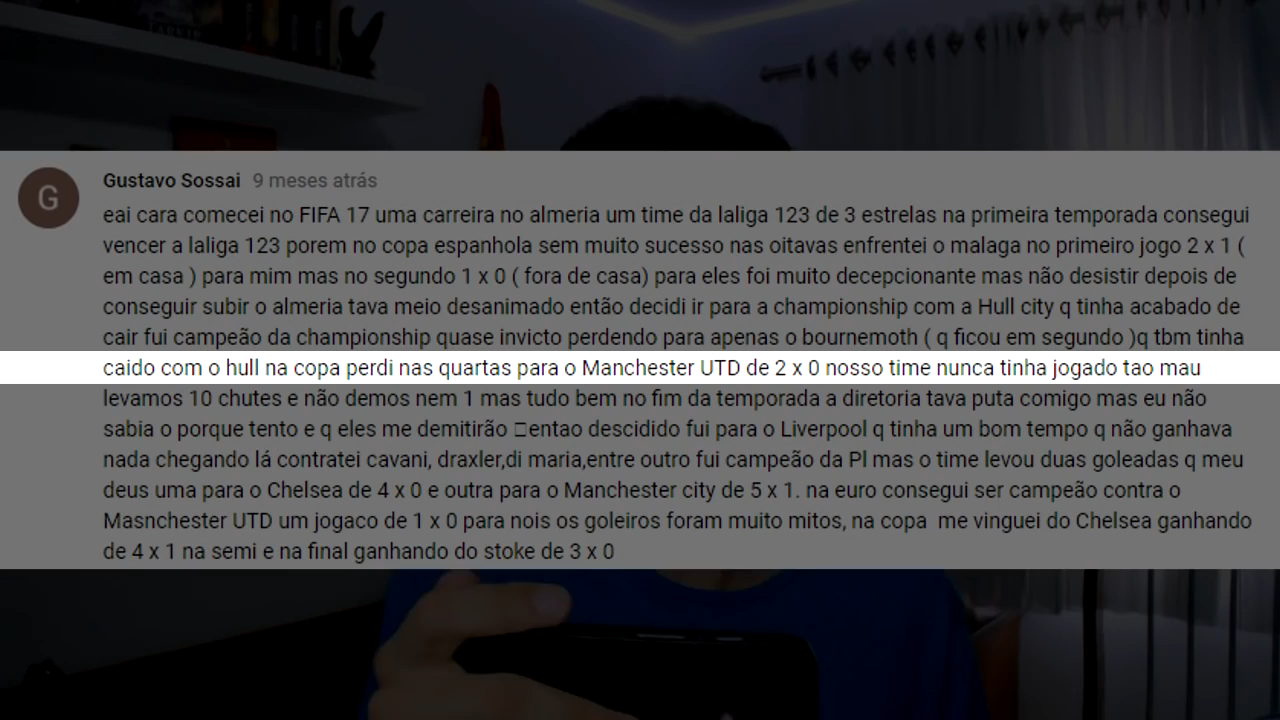 G
Gustavo Sossai 9 meses atrás
eai cara comecei no FIFA 17 uma carreira no almeria um time da laliga 123 de 3 estrelas na primeira temporada consegui
vencer a laliga 123 porem no copa espanhola sem muito sucesso nas oitavas enfrentei o malaga no primeiro jogo 2 x 1 (
em casa ) para mim mas no segundo 1 x 0 ( fora de casa) para eles foi muito decepcionante mas não desistir depois de
conseguir subir o almeria tava meio desanimado então decidi ir para a championship com a Hull city q tinha acabado de
cair fui campeão da championship quase invicto perdendo para apenas o bournemoth ( q ficou em segundo )q tbm tinha
caido com o hull na copa perdi nas quartas para o Manchester UTD de 2 x 0 nosso time nunca tinha jogado tao mau
levamos 10 chutes e não demos nem 1 mas tudo bem no fim da temporada a diretoria tava puta comigo mas eu não
sabia o porque tento e q eles me demitirão □entao descidido fui para o Liverpool q tinha um bom tempo q não ganhava
nada chegando lá contratei cavani, draxler,di maria,entre outro fui campeão da Pl mas o time levou duas goleadas q meu
deus uma para o Chelsea de 4 x 0 e outra para o Manchester city de 5 x 1. na euro consegui ser campeão contra o
Masnchester UTD um jogaco de 1 x 0 para nois os goleiros foram muito mitos, na copa  me vinguei do Chelsea ganhando
de 4 x 1 na semi e na final ganhando do stoke de 3 x 0